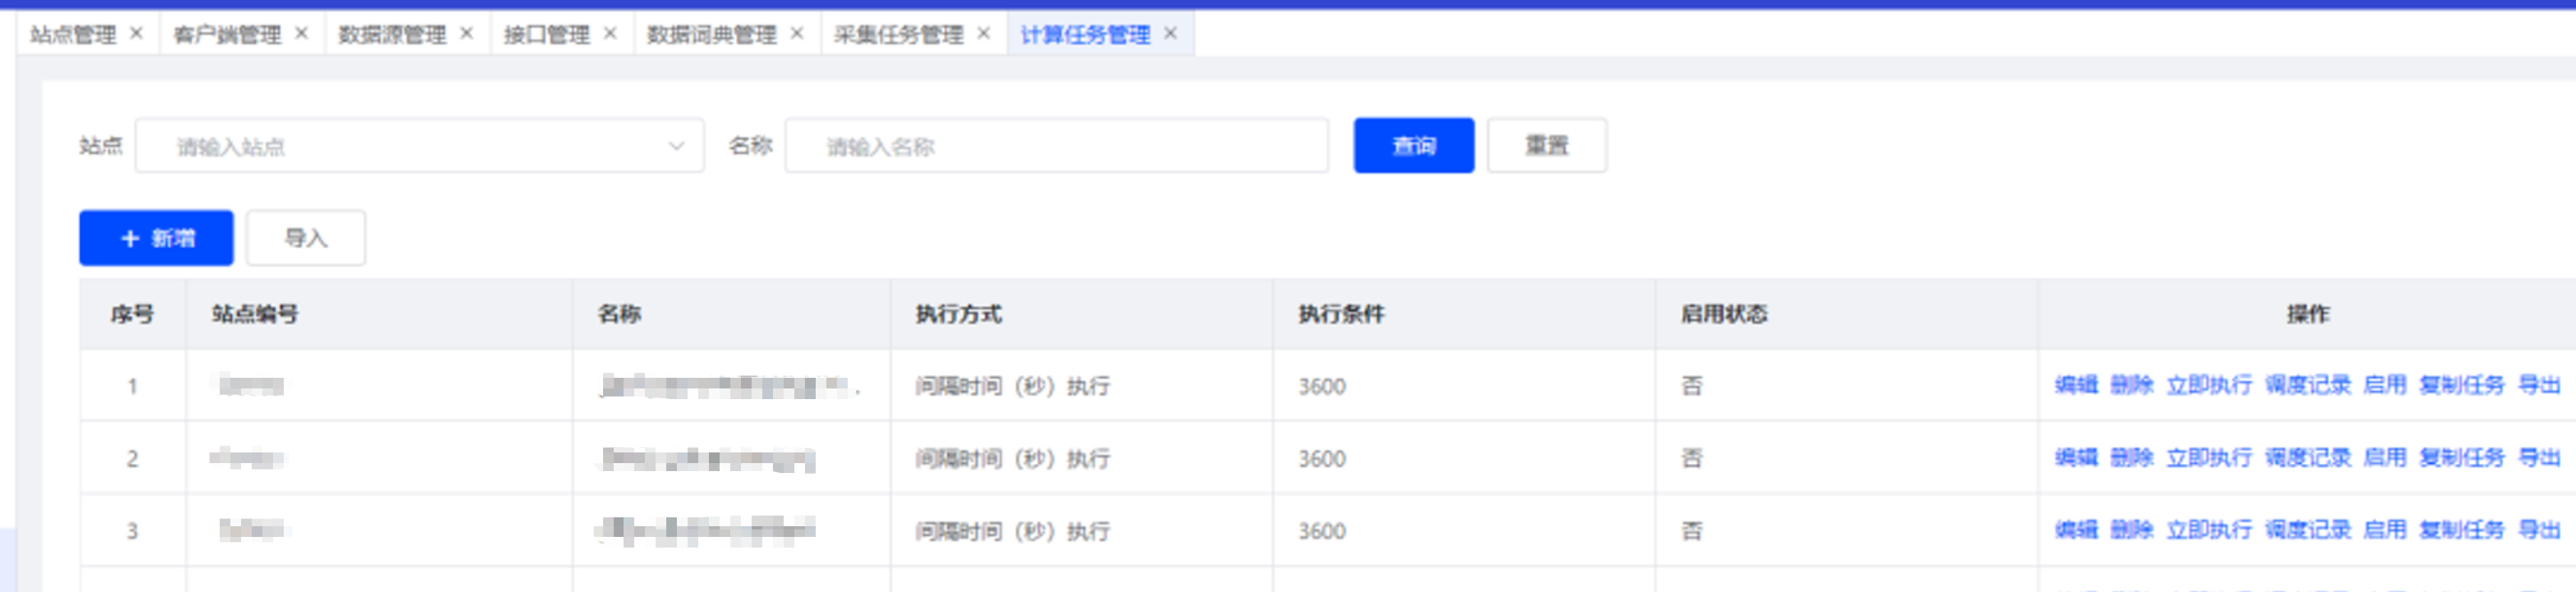 站点管理 × 客户端管理 × 数据源管理 × 接口管理 × 数据词典管理 × 采集任务管理 × 计算任务管理 ×
站点 请输入站点 名称 请输入名称 查询 重置
+ 新增 导入
序号 站点编号 名称 执行方式 执行条件 启用状态 操作
1 间隔时间（秒）执行 3600 否 编辑 删除 立即执行 调度记录 启用 复制任务 导出
2 间隔时间（秒）执行 3600 否 编辑 删除 立即执行 调度记录 启用 复制任务 导出
3 间隔时间（秒）执行 3600 否 编辑 删除 立即执行 调度记录 启用 复制任务 导出